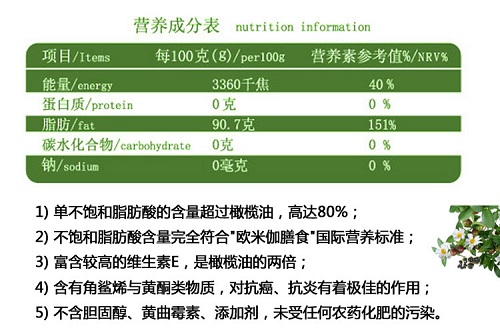 营养成分表 nutrition information
项目/Items 每100克(g)/per100g 营养素参考值%/NRV%
能量/energy 3360千焦 40%
蛋白质/protein 0克 0 %
脂肪/fat 90.7克 151%
碳水化合物/carbohydrate 0克 0 %
钠/sodium 0毫克 0 %
1) 单不饱和脂肪酸的含量超过橄榄油，高达80%；
2) 不饱和脂肪酸含量完全符合"欧米伽膳食"国际营养标准；
3) 富含较高的维生素E，是橄榄油的两倍；
4) 含有角鲨烯与黄酮类物质，对抗癌、抗炎有着极佳的作用；
5) 不含胆固醇、黄曲霉素、添加剂，未受任何农药化肥的污染。